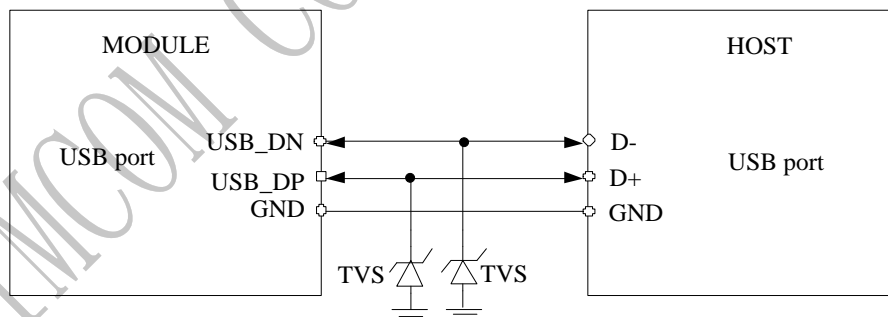 MODULE
HOST
USB_DN
D-
USB port
USB port
USB_DP
D+
GND
GND
TVS
TVS